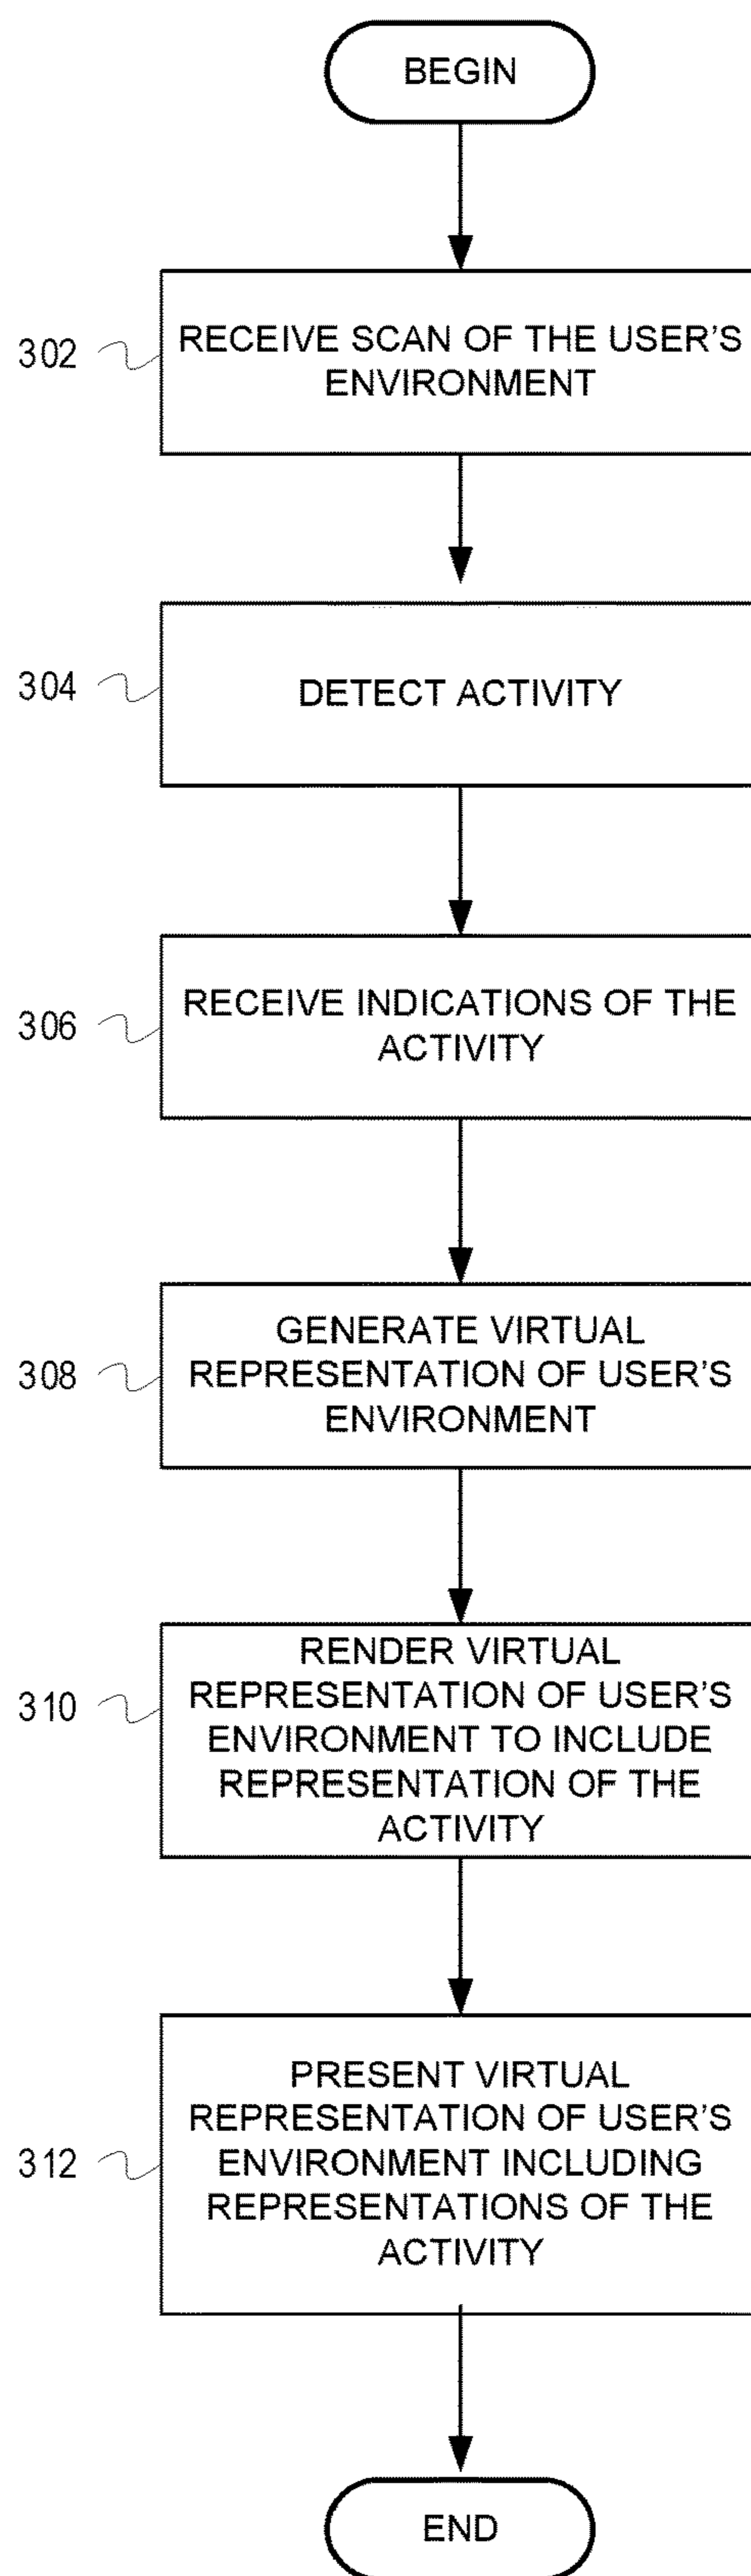 BEGIN
302
RECEIVE SCAN OF THE USER'S
ENVIRONMENT
304
DETECT ACTIVITY
306
RECEIVE INDICATIONS OF THE
ACTIVITY
308
GENERATE VIRTUAL
REPRESENTATION OF USER'S
ENVIRONMENT
310
RENDER VIRTUAL
REPRESENTATION OF USER'S
ENVIRONMENT TO INCLUDE
REPRESENTATION OF THE
ACTIVITY
312
PRESENT VIRTUAL
REPRESENTATION OF USER'S
ENVIRONMENT INCLUDING
REPRESENTATIONS OF THE
ACTIVITY
END